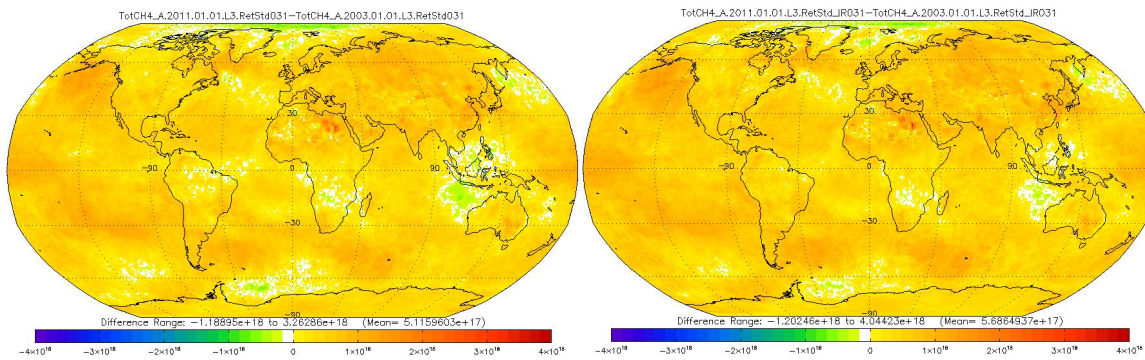 TotCH4_A.2011.01.01.L3.RetStd031-TotCH4_A.2003.01.01.L3.RetStd031
30
-90
0
90
-30
-90
Difference Range: -1.18895e+18 to 3.26286e+18 (Mean= 5.1159603e+17)
-4×10¹⁸ -3×10¹⁸ -2×10¹⁸ -1×10¹⁸ 0 1×10¹⁸ 2×10¹⁸ 3×10¹⁸ 4×10¹⁸
TotCH4_A.2011.01.01.L3.RetStd_IR031-TotCH4_A.2003.01.01.L3.RetStd_IR031
30
-90
0
90
-30
-90
Difference Range: -1.20246e+18 to 4.04423e+18 (Mean= 5.6864937e+17)
-4×10¹⁸ -3×10¹⁸ -2×10¹⁸ -1×10¹⁸ 0 1×10¹⁸ 2×10¹⁸ 3×10¹⁸ 4×10¹⁸